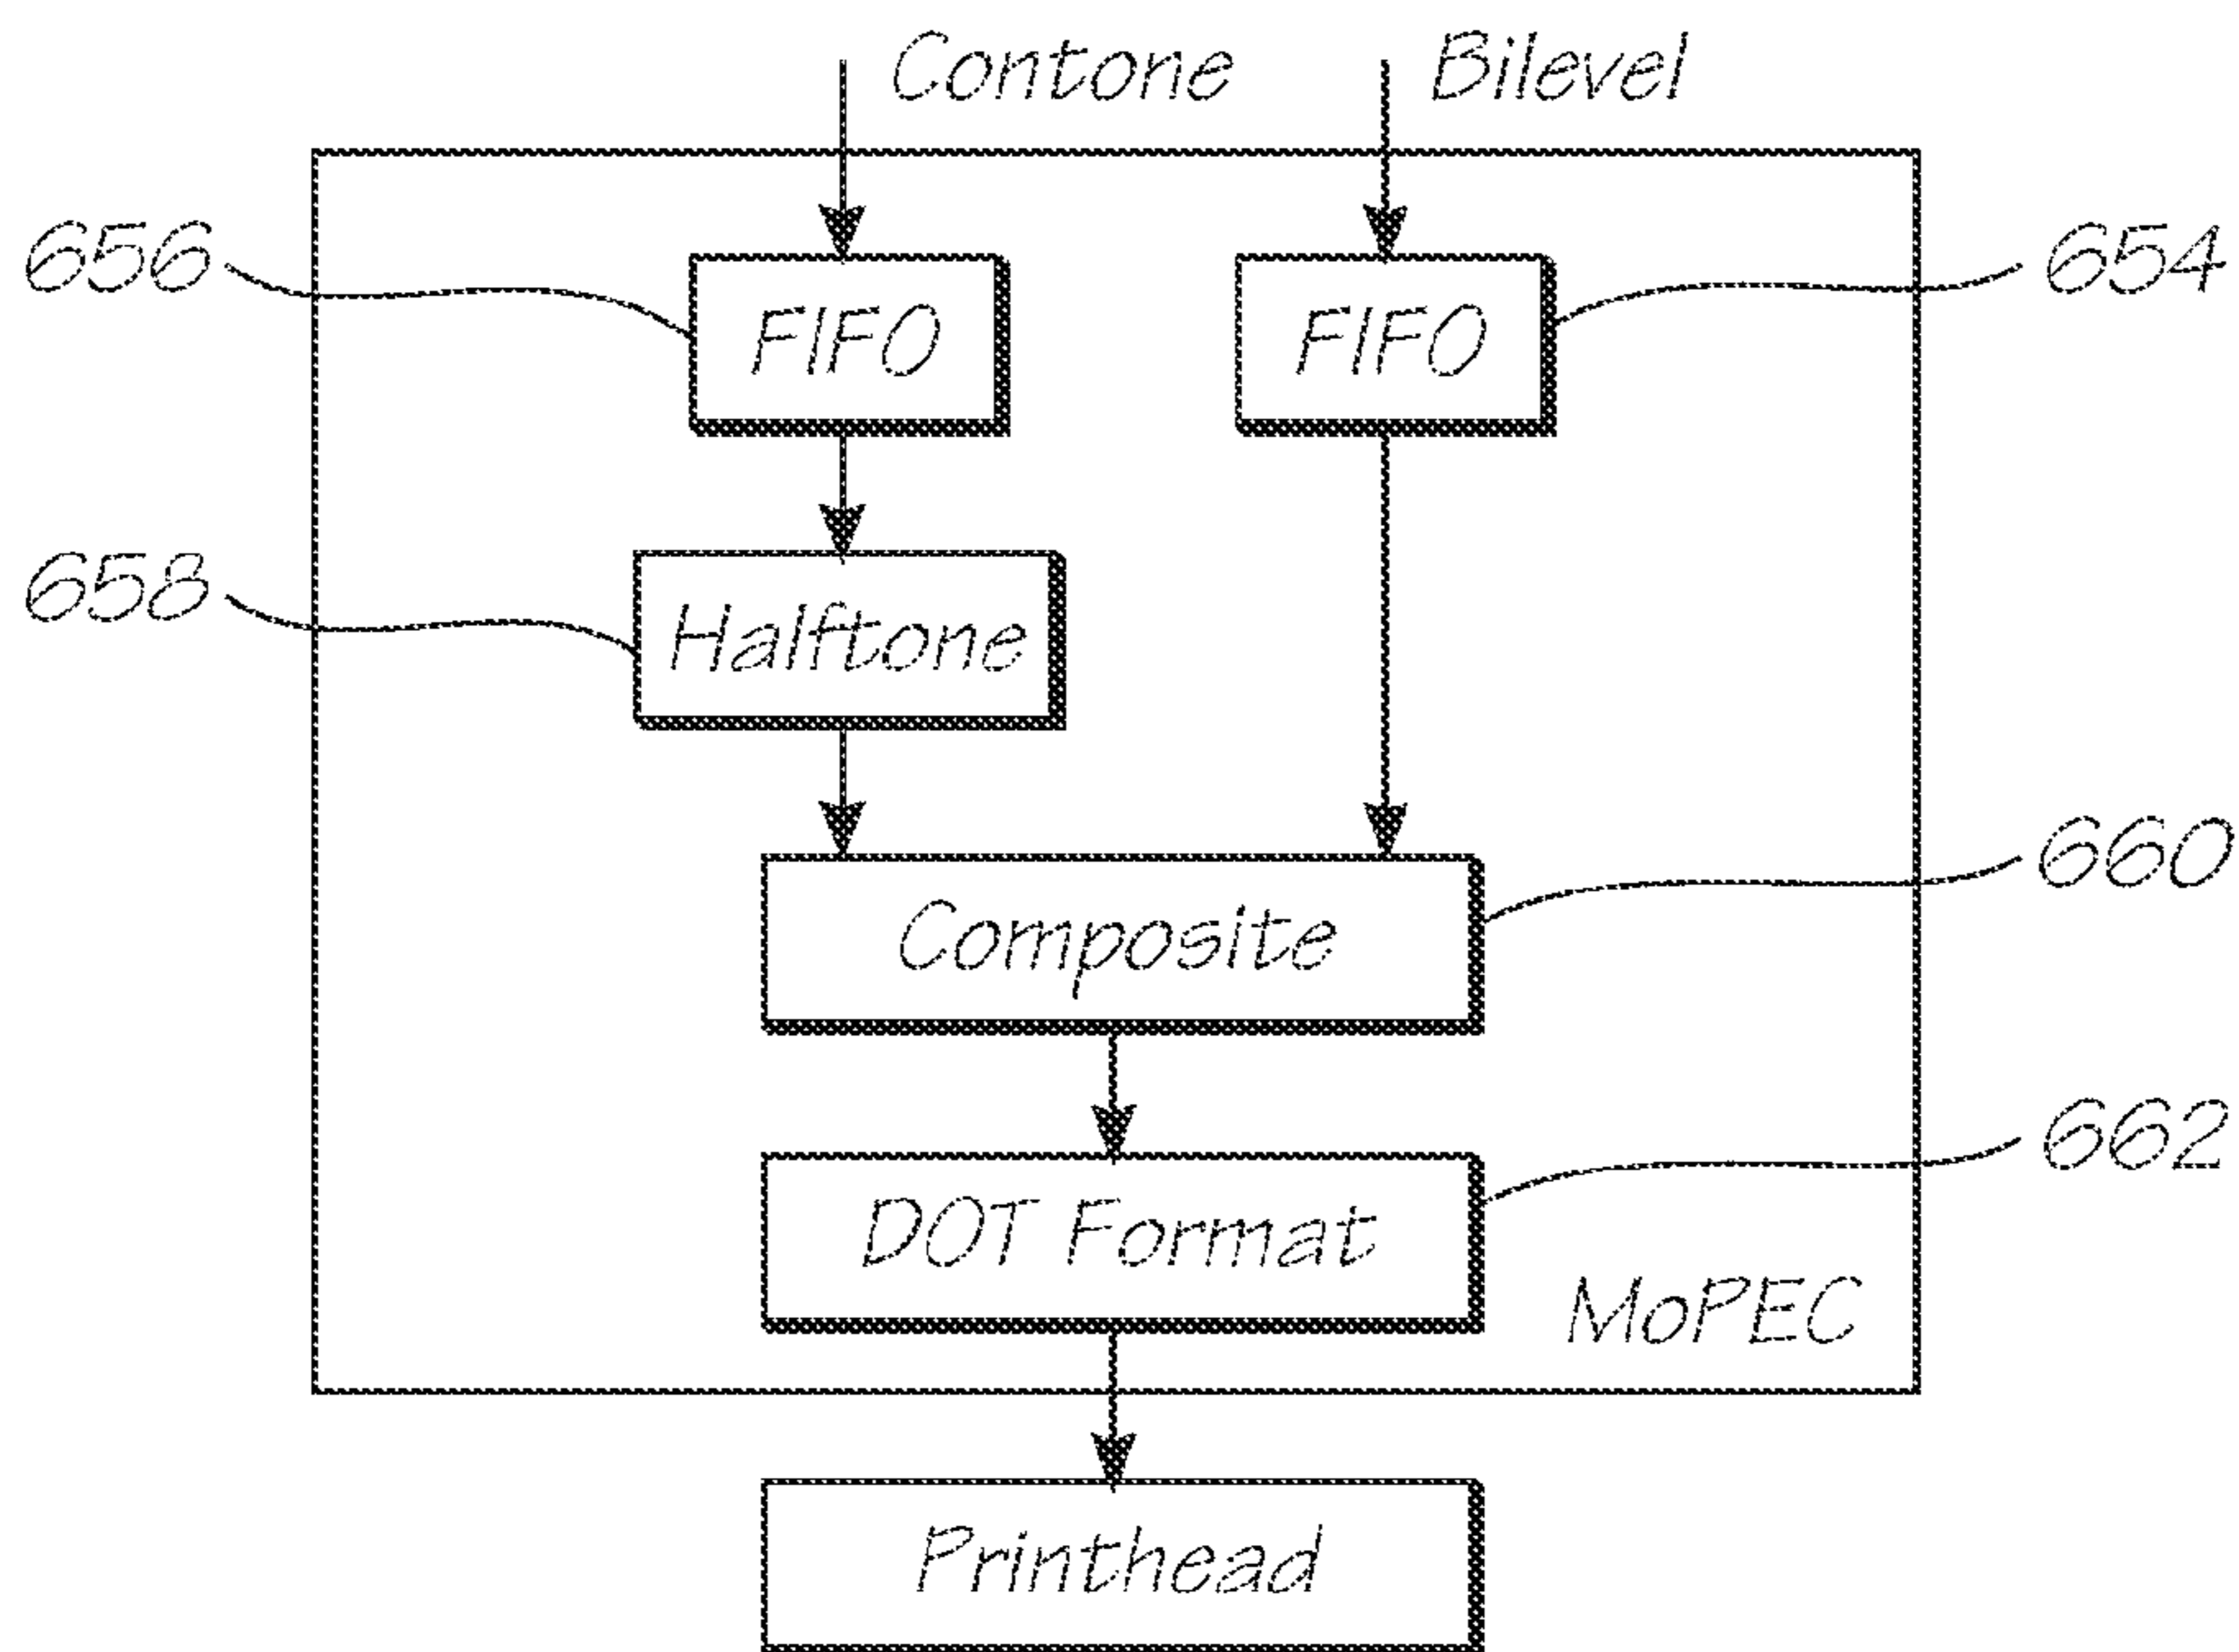 Contone
Bilevel
656
FIFO
FIFO
654
658
Halftone
660
Composite
662
DOT Format
MoPEC
Printhead